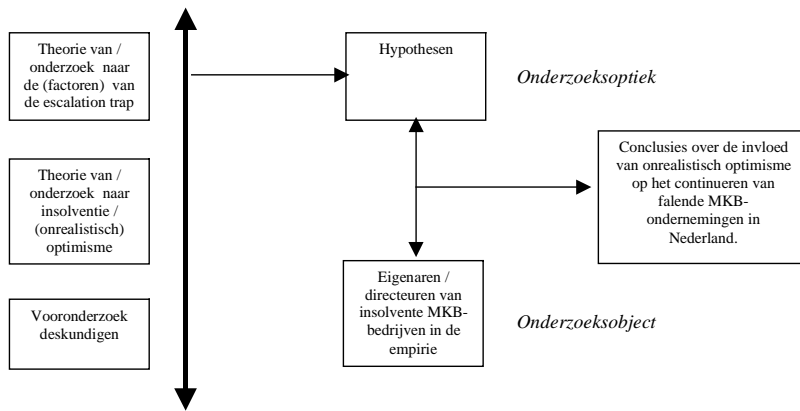 Theorie van /
onderzoek naar
de (factoren) van
de escalation trap
Hypothesen
Onderzoeksoptiek
Theorie van /
onderzoek naar
insolventie /
(onrealistisch)
optimisme
Conclusies over de invloed
van onrealistisch optimisme
op het continueren van
falende MKB-
ondernemingen in
Nederland.
Vooronderzoek
deskundigen
Eigenaren /
directeuren van
insolvente MKB-
bedrijven in de
empirie
Onderzoeksobject